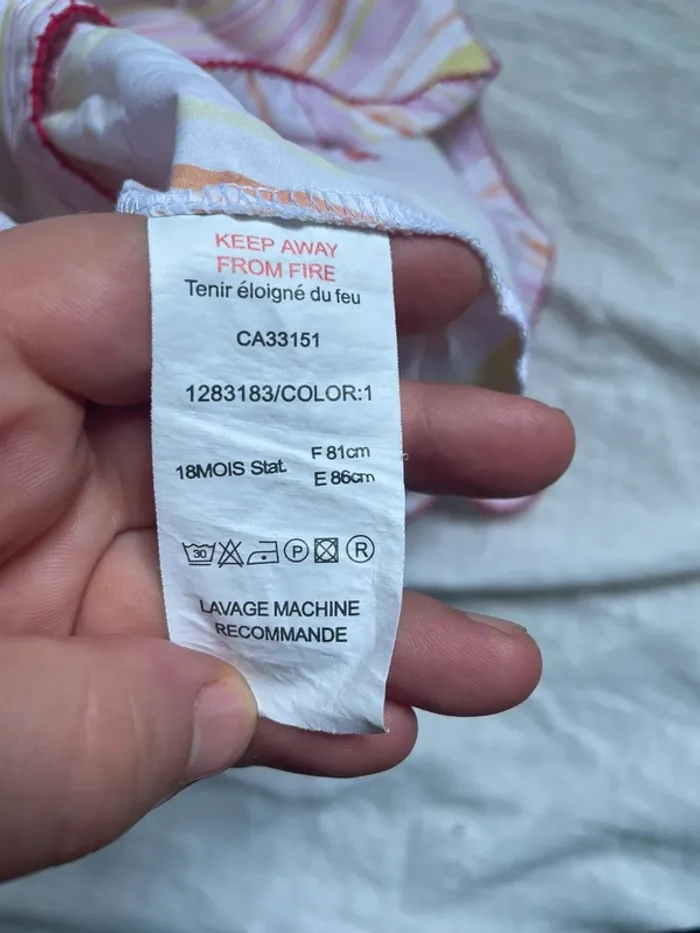 KEEP AWAY
FROM FIRE
Tenir éloigné du feu
CA33151
1283183/COLOR:1
18MOIS Stat.
F 81cm
E 86cm
30 P R
LAVAGE MACHINE
RECOMMANDE